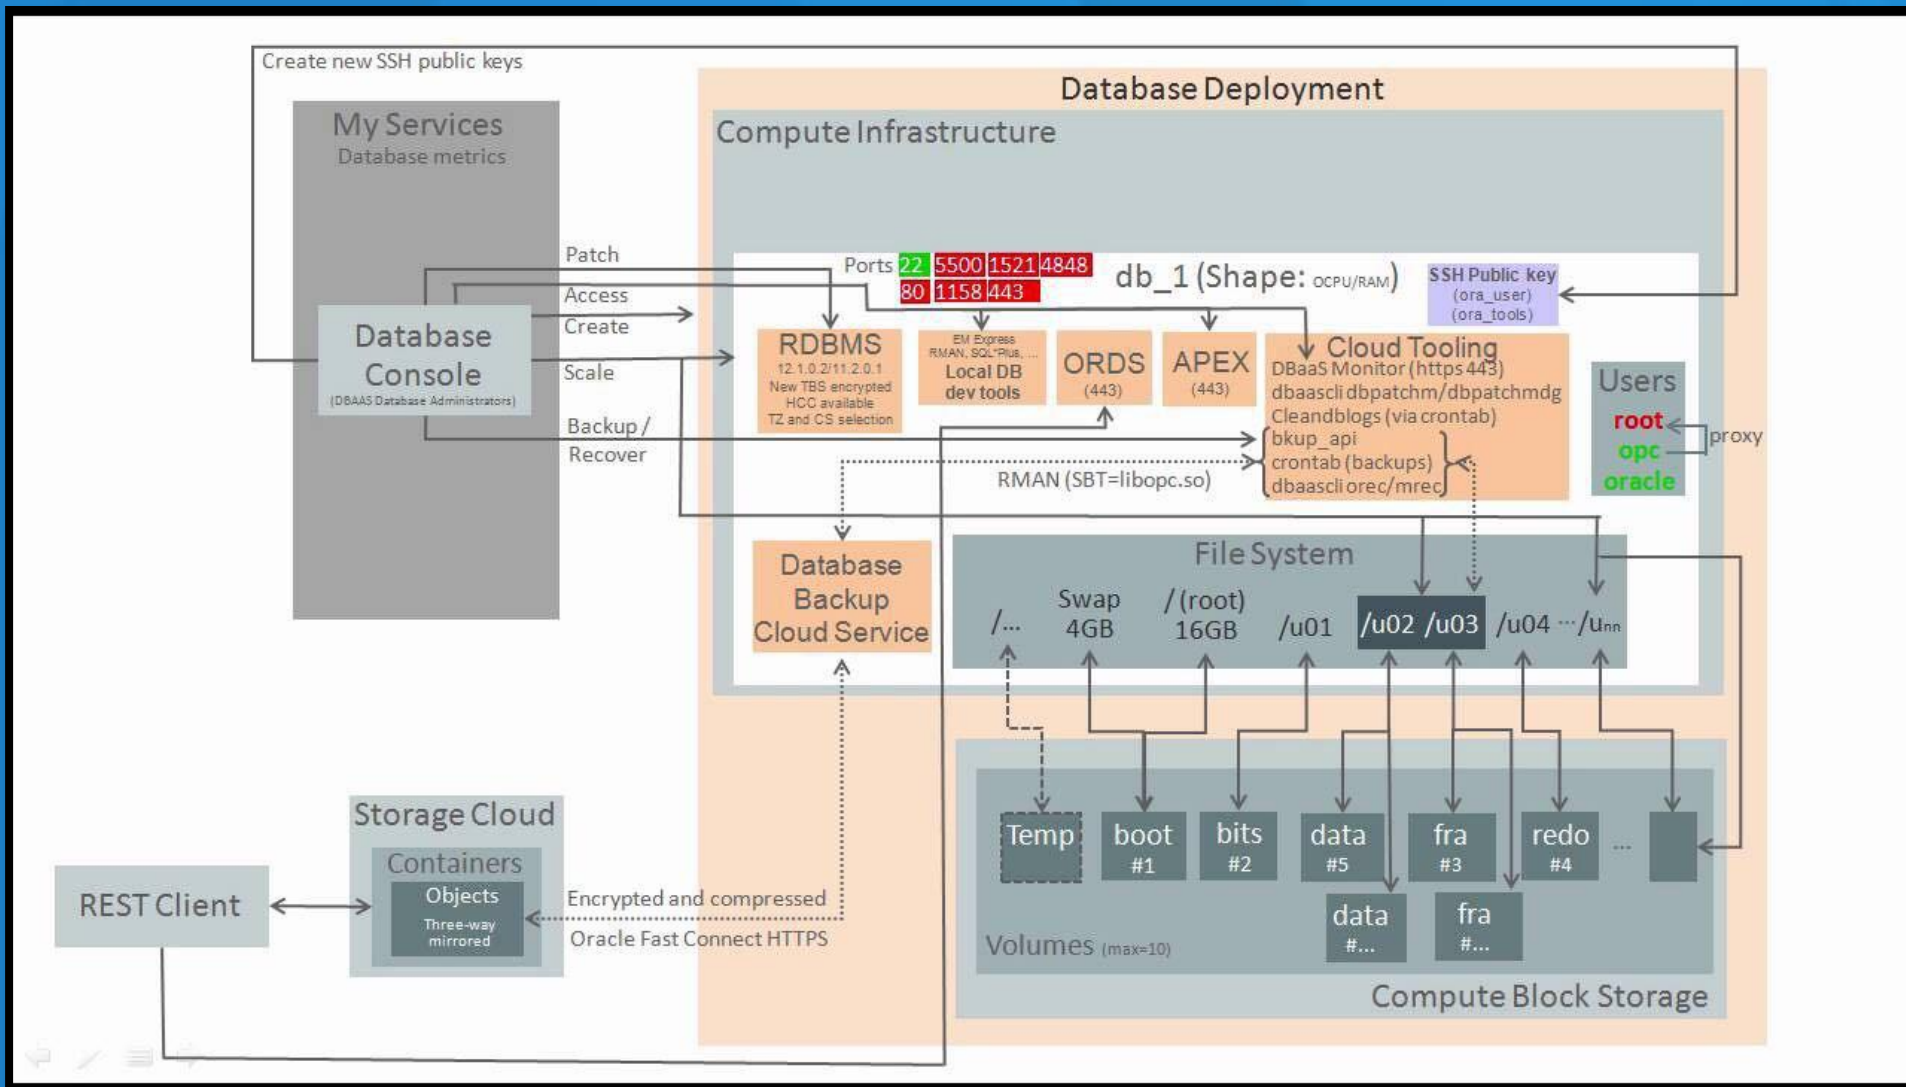 Create new SSH public keys
My Services
Database metrics
Database
Console
(DBAAS Database Administrators)
Patch
Access
Create
Scale
Backup /
Recover
Database Deployment
Compute Infrastructure
Ports 22 5500 1521 4848
80 1158 443
db_1 (Shape: OCPU/RAM)
SSH Public key
(ora_user)
(ora_tools)
RDBMS
12.1.0.2/11.2.0.1
New TBS encrypted
HCC available
TZ and CS selection
EM Express
RMAN, SQL*Plus, ...
Local DB
dev tools
ORDS
(443)
APEX
(443)
Cloud Tooling
DBaaS Monitor (https 443)
dbaascli dbpatchm/dbpatchmdg
Cleandblogs (via crontab)
bkup_api
crontab (backups)
dbaascli orec/mrec
Users
root
opc
oracle
proxy
RMAN (SBT=libopc.so)
Database
Backup
Cloud Service
File System
/...
Swap
4GB
/ (root)
16GB
/u01
/u02 /u03
/u04 ... /unn
Temp
boot
#1
bits
#2
data
#5
fra
#3
redo
#4
...
data
#...
fra
#...
Volumes (max=10)
Compute Block Storage
Storage Cloud
Containers
Objects
Three-way
mirrored
REST Client
Encrypted and compressed
Oracle Fast Connect HTTPS